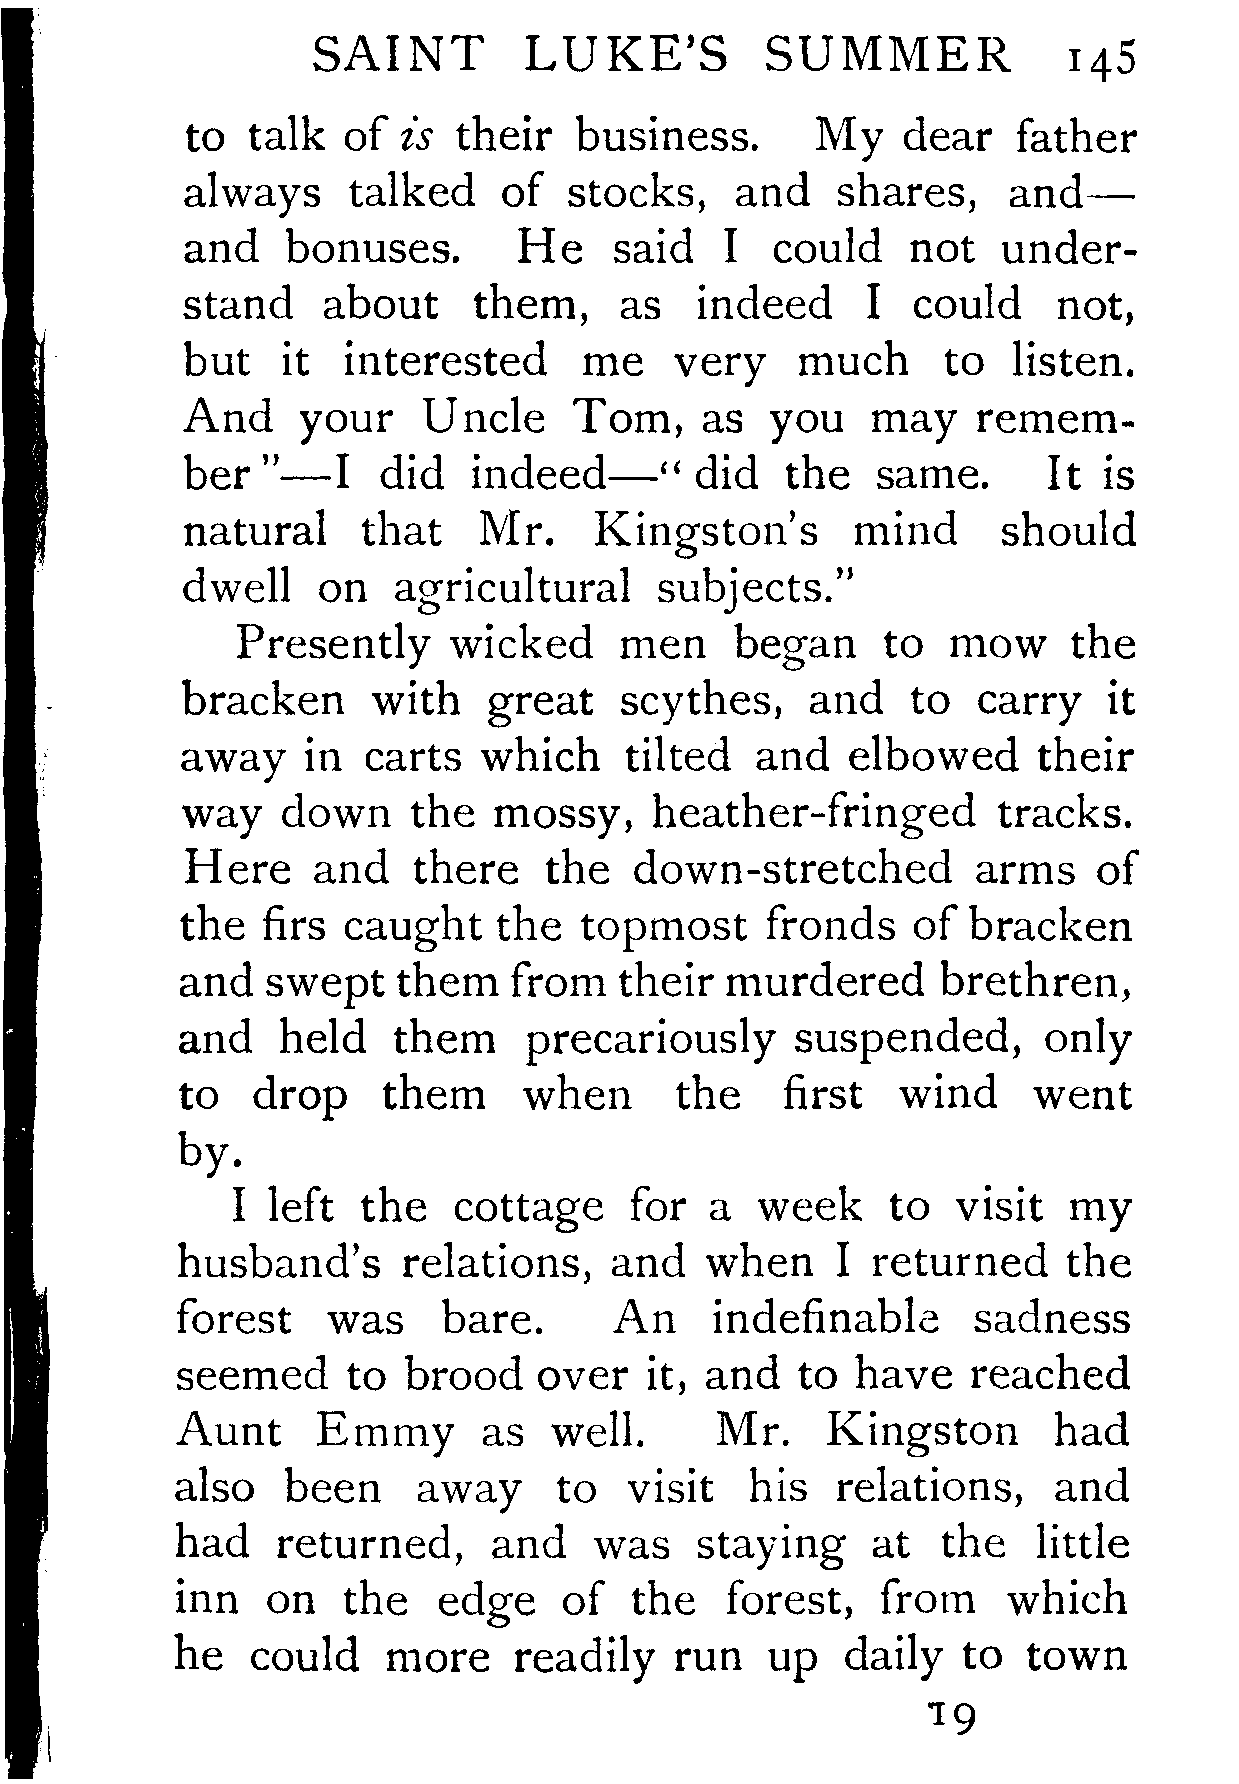 SAINT LUKE'S SUMMER 145
to talk of is their business. My dear father
always talked of stocks, and shares, and—
and bonuses. He said I could not under-
stand about them, as indeed I could not,
but it interested me very much to listen.
And your Uncle Tom, as you may remem-
ber"—I did indeed—"did the same. It is
natural that Mr. Kingston's mind should
dwell on agricultural subjects."
Presently wicked men began to mow the
bracken with great scythes, and to carry it
away in carts which tilted and elbowed their
way down the mossy, heather-fringed tracks.
Here and there the down-stretched arms of
the firs caught the topmost fronds of bracken
and swept them from their murdered brethren,
and held them precariously suspended, only
to drop them when the first wind went
by.
I left the cottage for a week to visit my
husband's relations, and when I returned the
forest was bare. An indefinable sadness
seemed to brood over it, and to have reached
Aunt Emmy as well. Mr. Kingston had
also been away to visit his relations, and
had returned, and was staying at the little
inn on the edge of the forest, from which
he could more readily run up daily to town
19